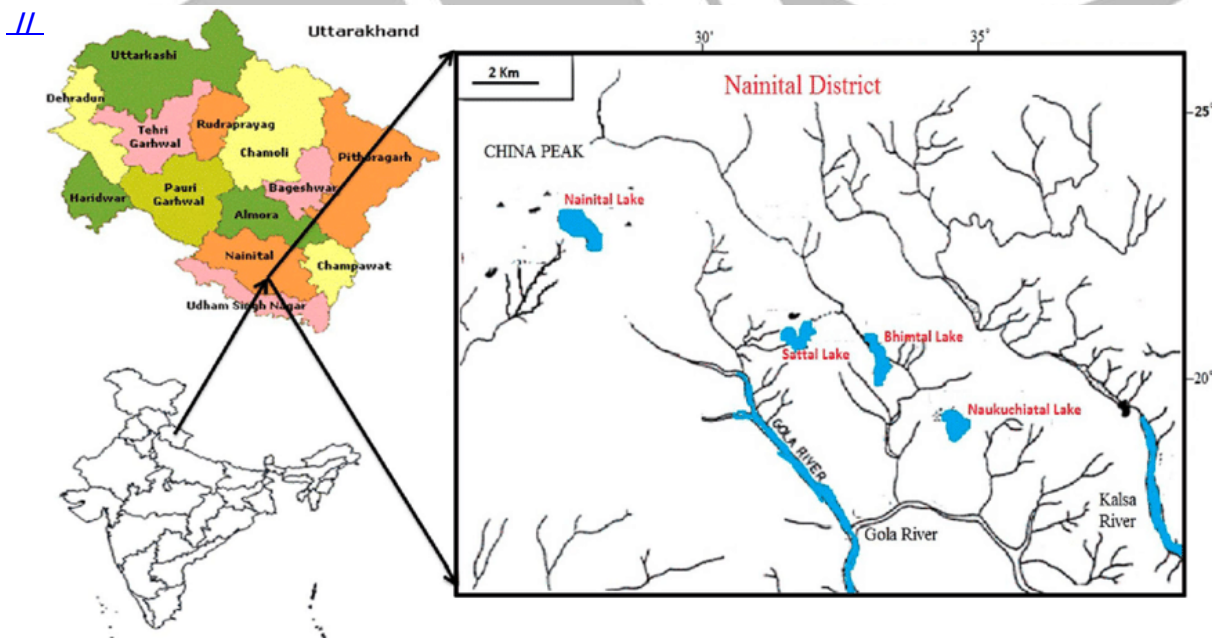 //
Uttarakhand
Uttarkashi
Dehradun
Tehri
Garhwal
Rudraprayag
Chamoli
Pithoragarh
Haridwar
Pauri
Garhwal
Bageshwar
Almora
Nainital
Champawat
Udham Singh Nagar
30'
35'
2 Km
Nainital District
25'
CHINA PEAK
Nainital Lake
Sattal Lake
Bhimtal Lake
20'
Naukuchiatal Lake
GOLA RIVER
Gola River
Kalsa
River